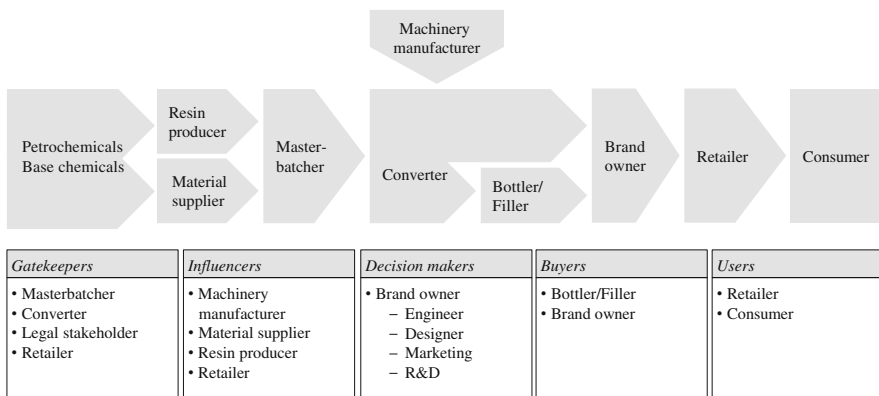 Machinery
manufacturer
Petrochemicals
Base chemicals
Resin
producer
Material
supplier
Master-
batcher
Converter
Bottler/
Filler
Brand
owner
Retailer
Consumer
Gatekeepers
• Masterbatcher
• Converter
• Legal stakeholder
• Retailer
Influencers
• Machinery
manufacturer
• Material supplier
• Resin producer
• Retailer
Decision makers
• Brand owner
– Engineer
– Designer
– Marketing
– R&D
Buyers
• Bottler/Filler
• Brand owner
Users
• Retailer
• Consumer